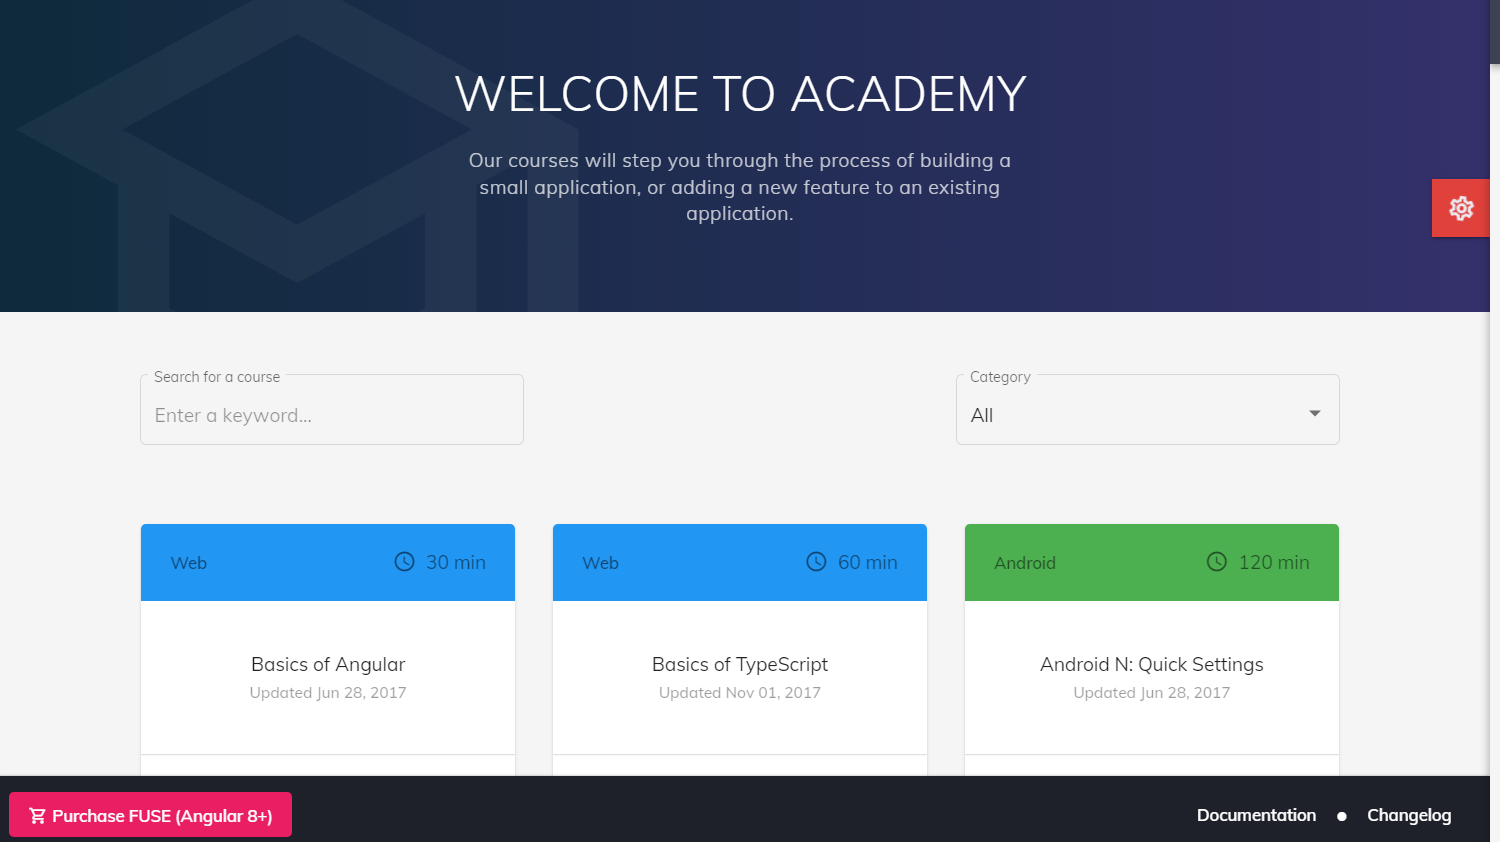 WELCOME TO ACADEMY
Our courses will step you through the process of building a
small application, or adding a new feature to an existing
application.
Search for a course
Enter a keyword...
Category
All
Web
30 min
Web
60 min
Android
120 min
Basics of Angular
Updated Jun 28, 2017
Basics of TypeScript
Updated Nov 01, 2017
Android N: Quick Settings
Updated Jun 28, 2017
Purchase FUSE (Angular 8+)
Documentation
Changelog